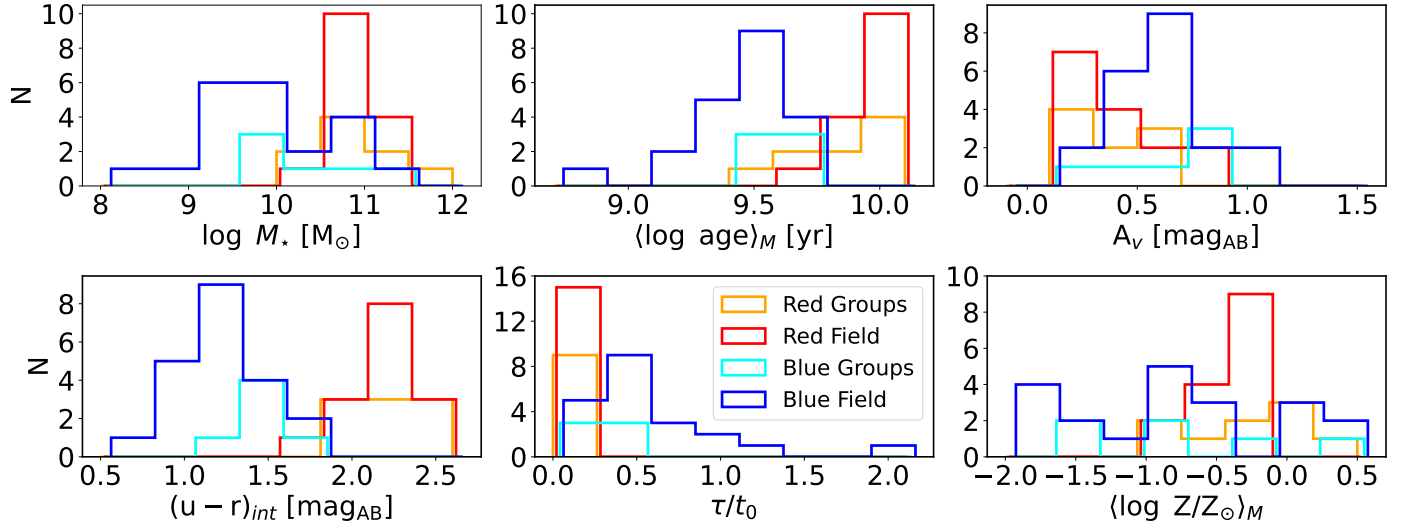 N
10
8
6
4
2
0
8 9 10 11 12
log M⋆ [M⊙]
10
8
6
4
2
0
9.0 9.5 10.0
⟨log age⟩M [yr]
8
6
4
2
0
0.0 0.5 1.0 1.5
Av [magAB]
N
8
6
4
2
0
0.5 1.0 1.5 2.0 2.5
(u − r)int [magAB]
16
12
8
4
0
0.0 0.5 1.0 1.5 2.0
τ/t0
Red Groups
Red Field
Blue Groups
Blue Field
10
8
6
4
2
0
−2.0 −1.5 −1.0 −0.5 0.0 0.5
⟨log Z/Z⊙⟩M